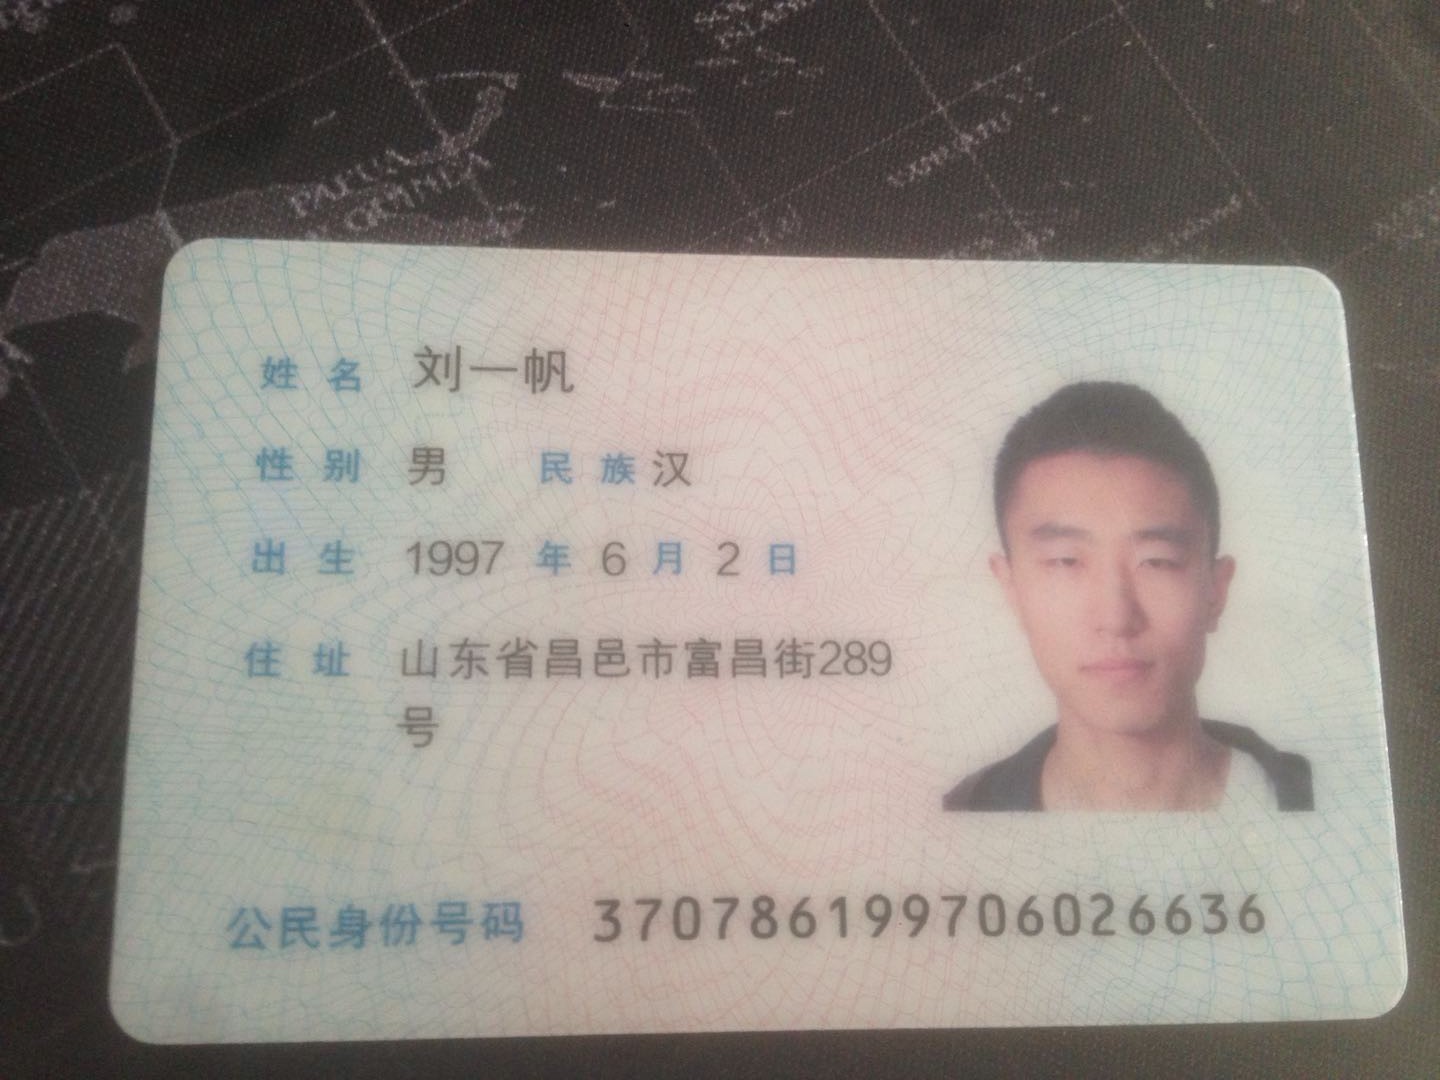 姓名 刘一帆
性别 男 民族 汉
出生 1997 年 6 月 2 日
住址 山东省昌邑市富昌街289
号
公民身份号码 370786199706026636